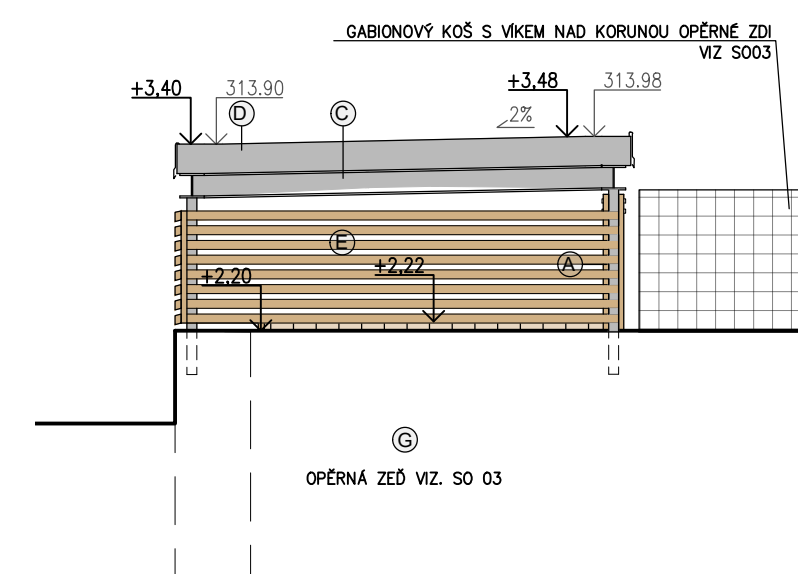 GABIONOVÝ KOŠ S VÍKEM NAD KORUNOU OPĚRNÉ ZDI
VIZ SO03
+3,40
313.90
+3,48
313.98
D
C
2%
E
A
+2,20
+2,22
G
OPĚRNÁ ZEĎ VIZ. SO 03